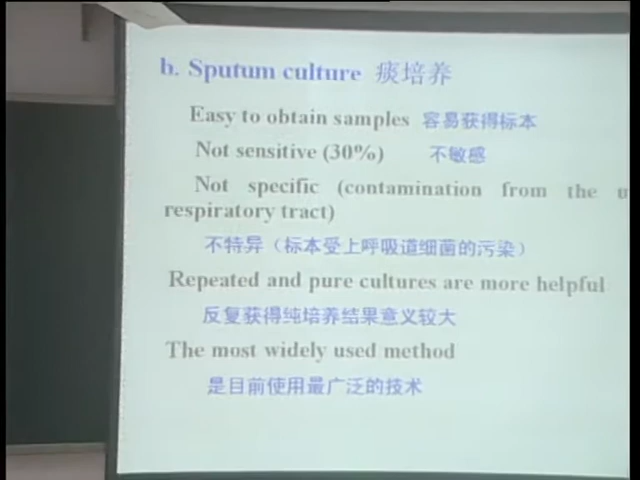 b. Sputum culture 痰培养
Easy to obtain samples 容易获得标本
Not sensitive (30%) 不敏感
Not specific (contamination from the
respiratory tract)
不特异（标本受上呼吸道细菌的污染）
Repeated and pure cultures are more helpful
反复获得纯培养结果意义较大
The most widely used method
是目前使用最广泛的技术